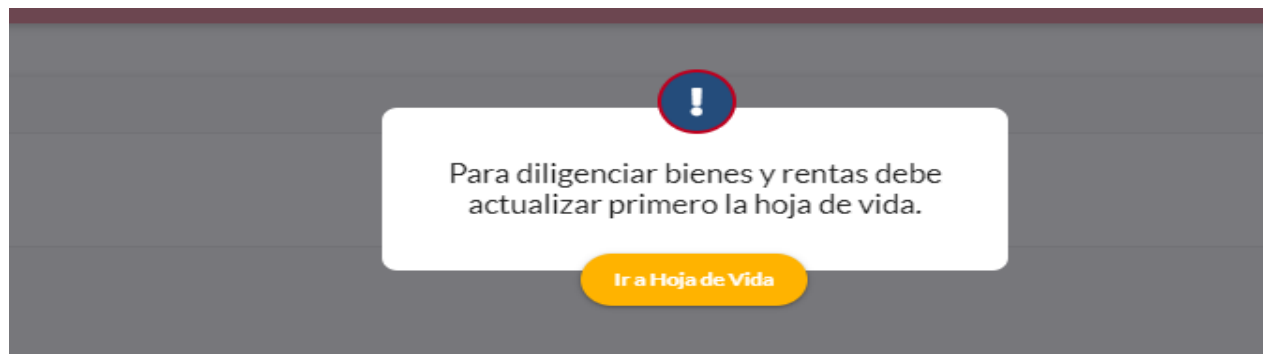 !
Para diligenciar bienes y rentas debe
actualizar primero la hoja de vida.
Ir a Hoja de Vida